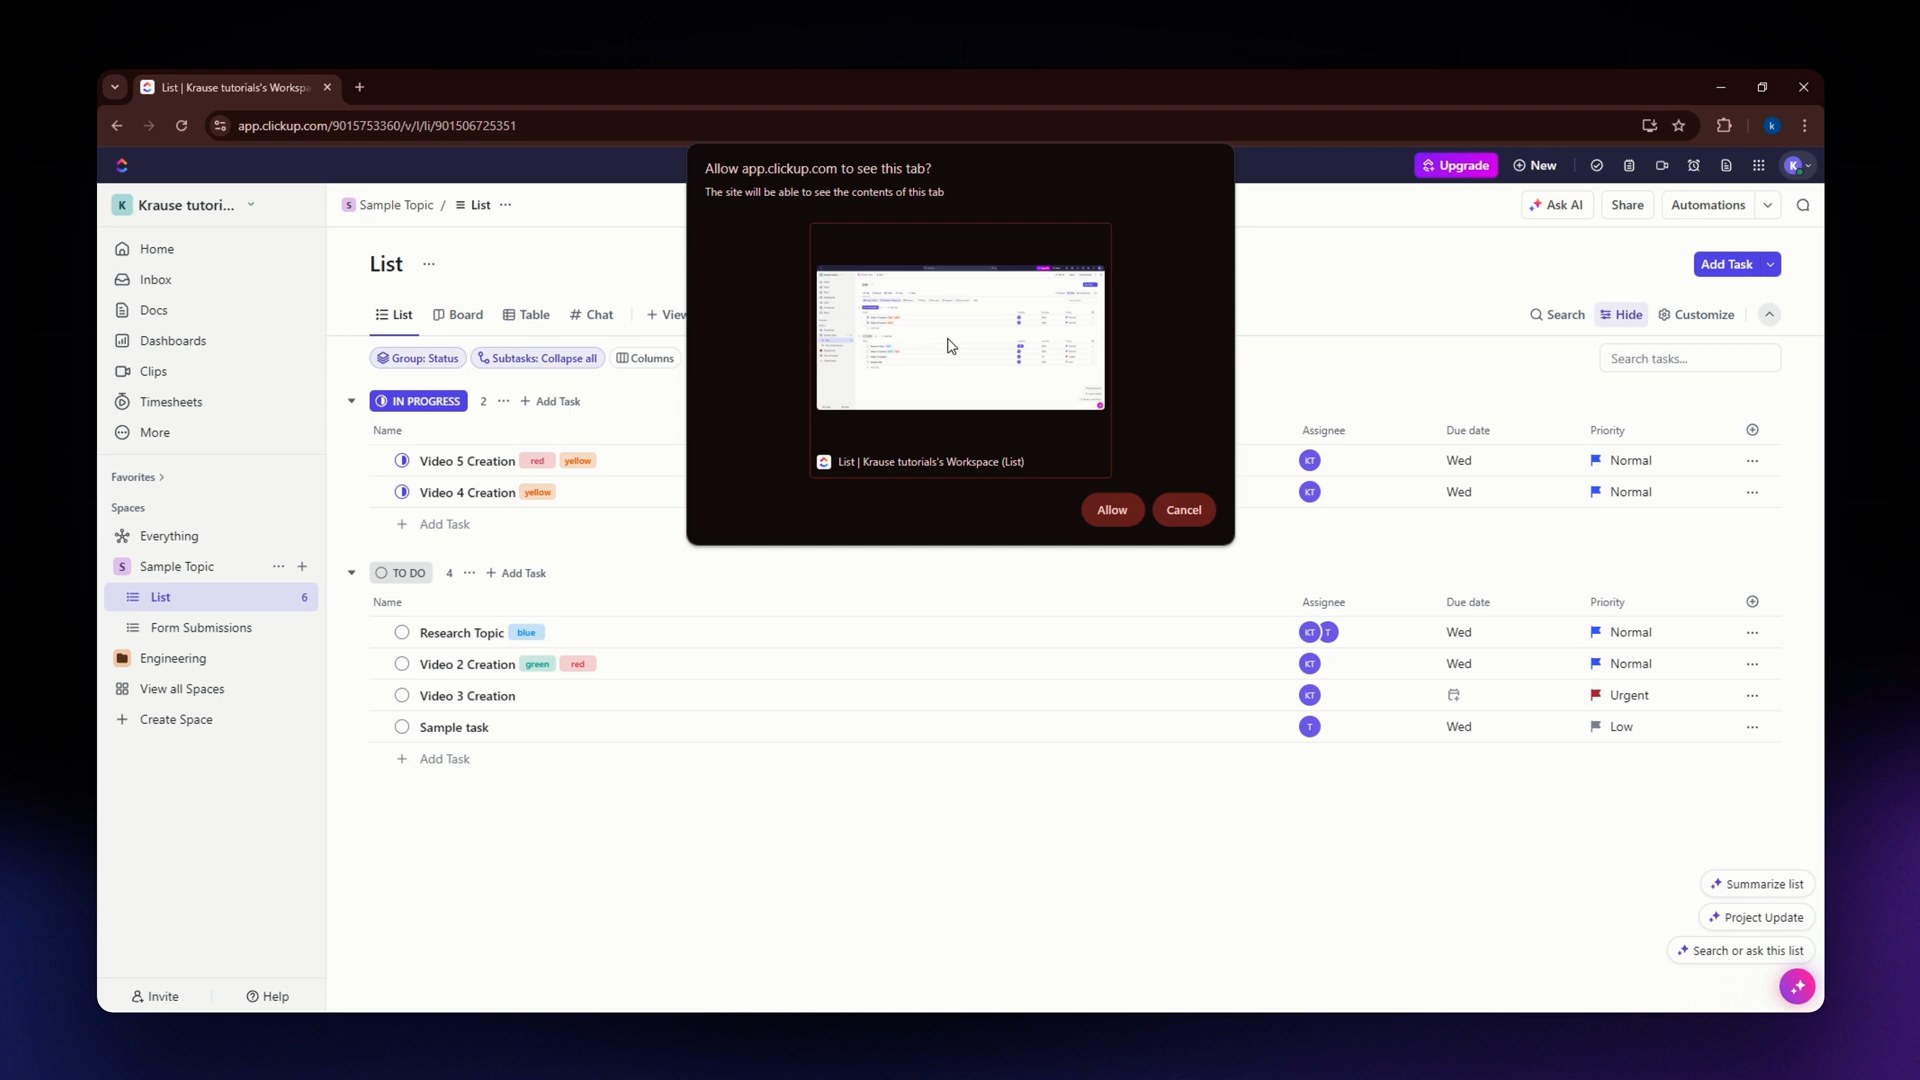 List | Krause tutorials's Workspa
app.clickup.com/9015753360/v/l/li/901506725351
k
Allow app.clickup.com to see this tab?
The site will be able to see the contents of this tab
List | Krause tutorials's Workspace (List)
Allow
Cancel
Upgrade
New
K
K Krause tutori...
Home
Inbox
Docs
Dashboards
Clips
Timesheets
More
Favorites
Spaces
Everything
S Sample Topic
List 6
Form Submissions
Engineering
View all Spaces
Create Space
Invite
Help
S Sample Topic / List
Ask AI
Share
Automations
List
Add Task
List
Board
Table
# Chat
+ View
Search
Hide
Customize
Group: Status
Subtasks: Collapse all
Columns
Search tasks...
IN PROGRESS 2 ... + Add Task
Name Assignee Due date Priority
Video 5 Creation red yellow KT Wed Normal
Video 4 Creation yellow KT Wed Normal
+ Add Task
TO DO 4 ... + Add Task
Name Assignee Due date Priority
Research Topic blue KT T Wed Normal
Video 2 Creation green red KT Wed Normal
Video 3 Creation KT Urgent
Sample task T Wed Low
+ Add Task
Summarize list
Project Update
Search or ask this list